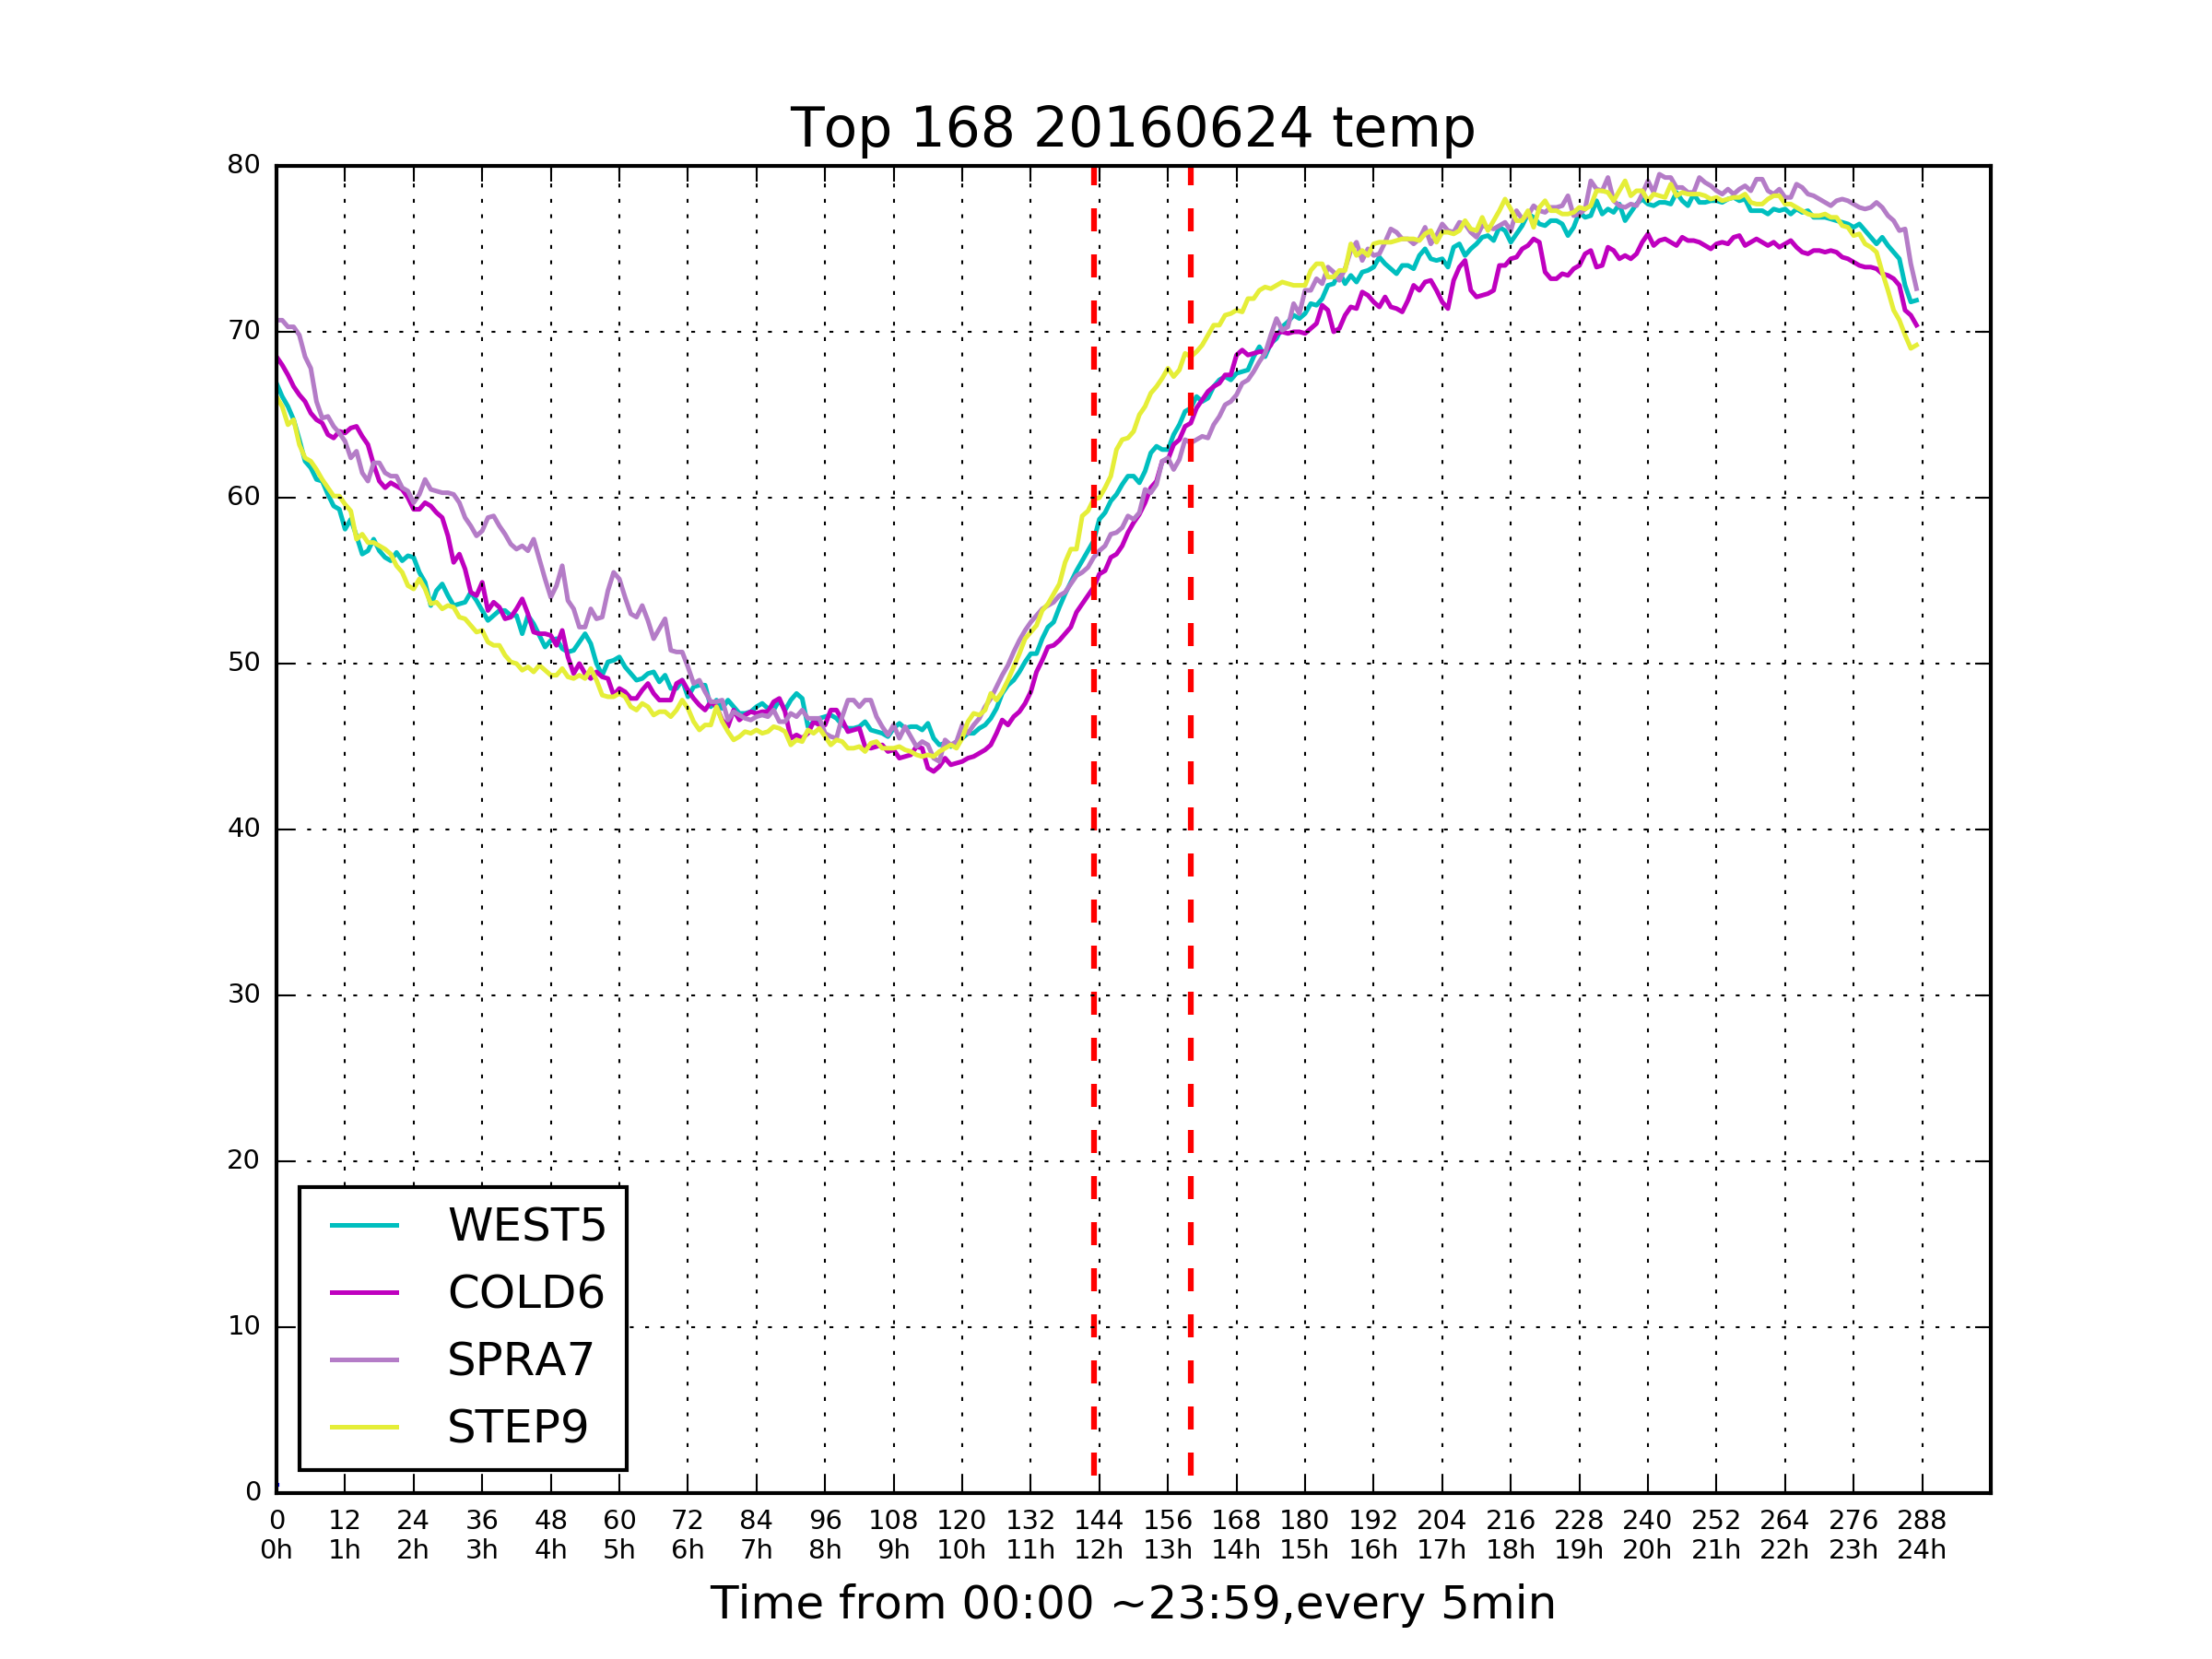 Top 168 20160624 temp
80
70
60
50
40
30
20
10
0
WEST5
COLD6
SPRA7
STEP9
0 12 24 36 48 60 72 84 96 108 120 132 144 156 168 180 192 204 216 228 240 252 264 276 288
0h 1h 2h 3h 4h 5h 6h 7h 8h 9h 10h 11h 12h 13h 14h 15h 16h 17h 18h 19h 20h 21h 22h 23h 24h
Time from 00:00 ~23:59,every 5min